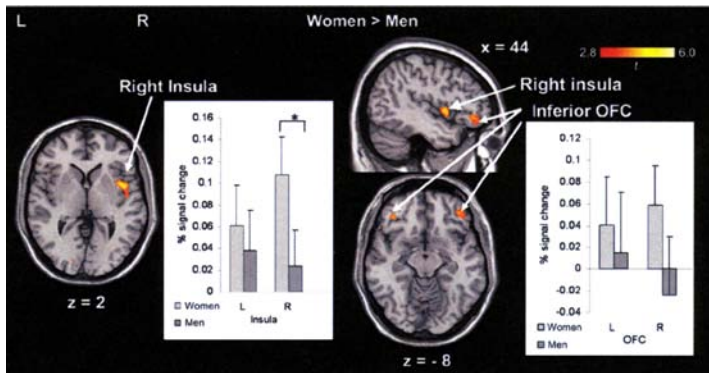 L R Women > Men
x = 44
2.8 6.0
t
Right Insula
Right insula
Inferior OFC
0.16
0.14
0.12
0.1
0.08
0.06
0.04
0.02
0
% signal change
*
L R
Insula
Women
Men
z = 2
0.12
0.1
0.08
0.06
0.04
0.02
0
-0.02
-0.04
% signal change
L R
OFC
Women
Men
z = - 8